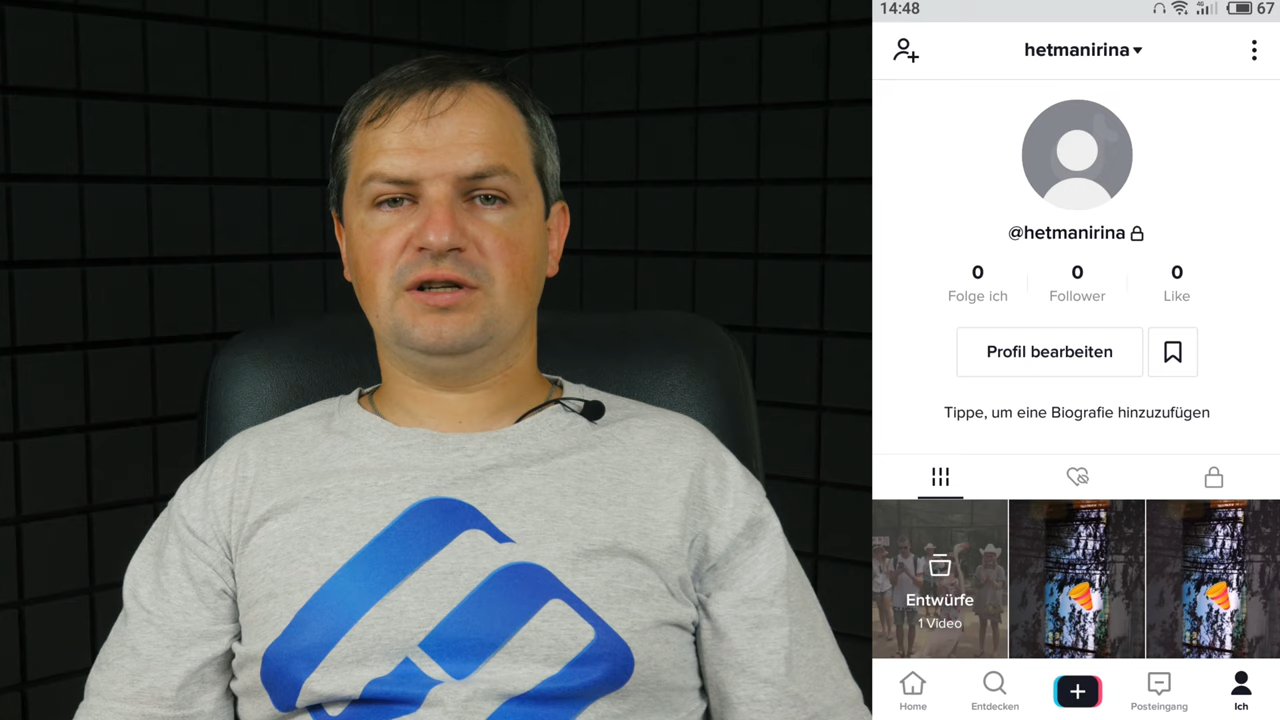 14:48
4G
67
hetmanirina
@hetmanirina
0
0
0
Folge ich
Follower
Like
Profil bearbeiten
Tippe, um eine Biografie hinzuzufügen
Entwürfe
1 Video
Home
Entdecken
Posteingang
Ich